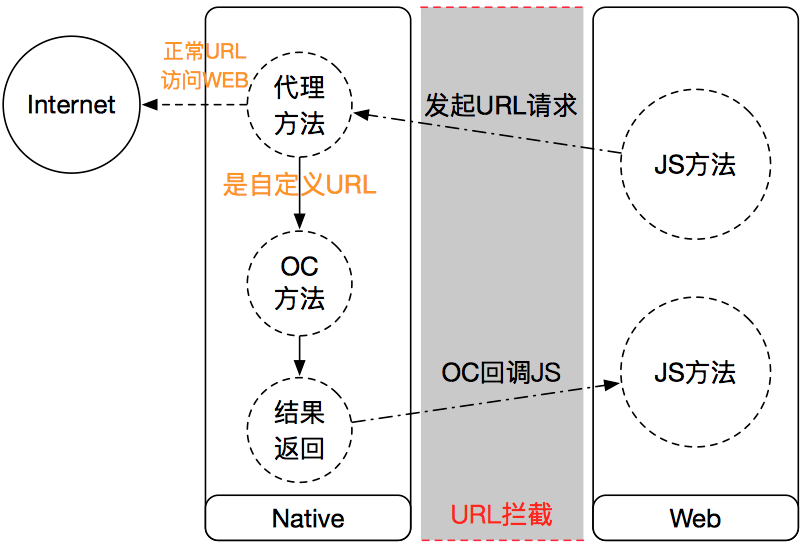 正常URL
访问WEB
Internet
代理
方法
发起URL请求
JS方法
是自定义URL
OC
方法
OC回调JS
JS方法
结果
返回
URL拦截
Native
Web